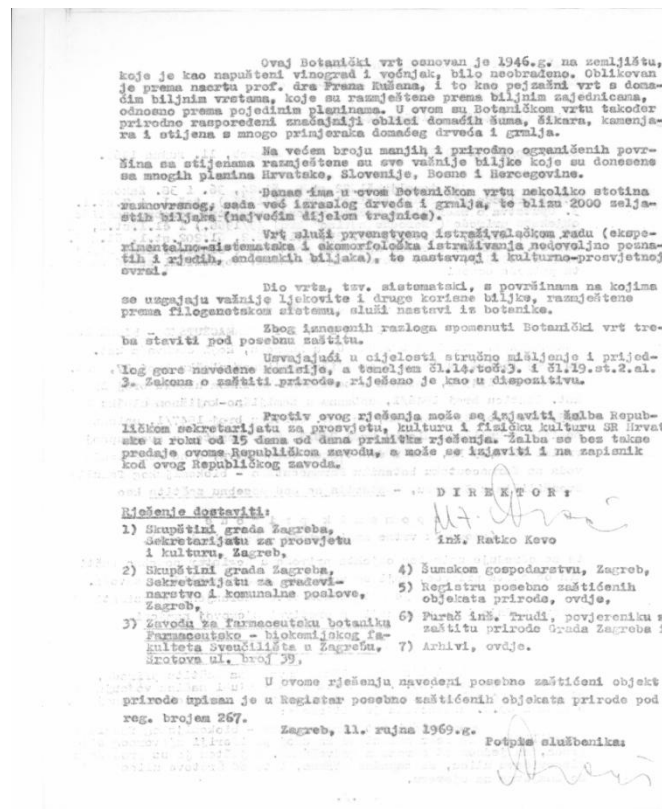 Ovaj Botanički vrt osnovan je 1946.g. na zemljištu,
koje je kao napušteni vinograd i voćnjak, bilo neobrađeno. Oblikovan
je prema nacrtu prof. dra Frana Kušana, i to kao pejzažni vrt s doma-
ćim biljnim vrstama, koje su razmještene prema biljnim zajednicama,
odnosno prema pojedinim planinama. U ovom su Botaničkom vrtu također
prirodno raspoređeni značajniji oblici domaćih šuma, šikara, kamenja-
ra i stijena s mnogo primjeraka domaćeg drveća i grmlja.
Na većem broju manjih i prirodno ograničenih povr-
šina sa stijenama razmještene su sve važnije biljke koje su donesene
sa mnogih planina Hrvatske, Slovenije, Bosne i Hercegovine.
Danas ima u ovom Botaničkom vrtu nekoliko stotina
raznovrsnog, sada već izraslog drveća i grmlja, te blizu 2000 zelja-
stih biljaka (najvećim dijelom trajnice).
Vrt služi prvenstveno istraživalačkom radu (ekspe-
rimentalno-sistematska i ekomorfološka istraživanja nedovoljno pozna-
tih i rjeđih, endemskih biljaka), te nastavnoj i kulturno-prosvjetnoj
svrsi.
Dio vrta, tzv. sistematski, s površinama na kojima
se uzgajaju važnije ljekovite i druge korisne biljke, razmještene
prema filogenetskom sistemu, služi nastavi iz botanike.
Zbog iznesenih razloga spomenuti Botanički vrt tre-
ba staviti pod posebnu zaštitu.
Usvajajući u cijelosti stručno mišljenje i prijed-
log gore navedene komisije, a temeljem čl.14.toč.3. i čl.19.st.2.al.
3. Zakona o zaštiti prirode, riješeno je kao u dispozitivu.
Protiv ovog rješenja može se izjaviti žalba Repub-
ličkom sekretarijatu za prosvjetu, kulturu i fizičku kulturu SR Hrvat
ske u roku od 15 dana od dana primitka rješenja. Žalba se bez takse
predaje ovome Republičkom zavodu, a može se izjaviti i na zapisnik
kod ovog Republičkog zavoda.
D I R E K T O R :
Rješenje dostaviti:
inž. Ratko Kevo
1) Skupštini grada Zagreba,
Sekretarijatu za prosvjetu
i kulturu, Zagreb,
2) Skupštini grada Zagreba,
Sekretarijatu za građevi-
narstvo i komunalne poslove,
Zagreb,
3) Zavodu za farmaceutsku botaniku
Farmaceutsko - biokemijskog fa-
kulteta Sveučilišta u Zagrebu,
Šrotova ul. broj 39,
4) Šumskom gospodarstvu, Zagreb,
5) Registru posebno zaštićenih
objekata prirode, ovdje,
6) Purač inž. Trudi, povjereniku
zaštitu prirode Grada Zagreba
7) Arhivi, ovdje.
U ovome rješenju navedeni posebno zaštićeni objekt
prirode upisan je u Registar posebno zaštićenih objekata prirode pod
reg. brojem 267.
Zagreb, 11. rujna 1969.g.
Potpis službenika: